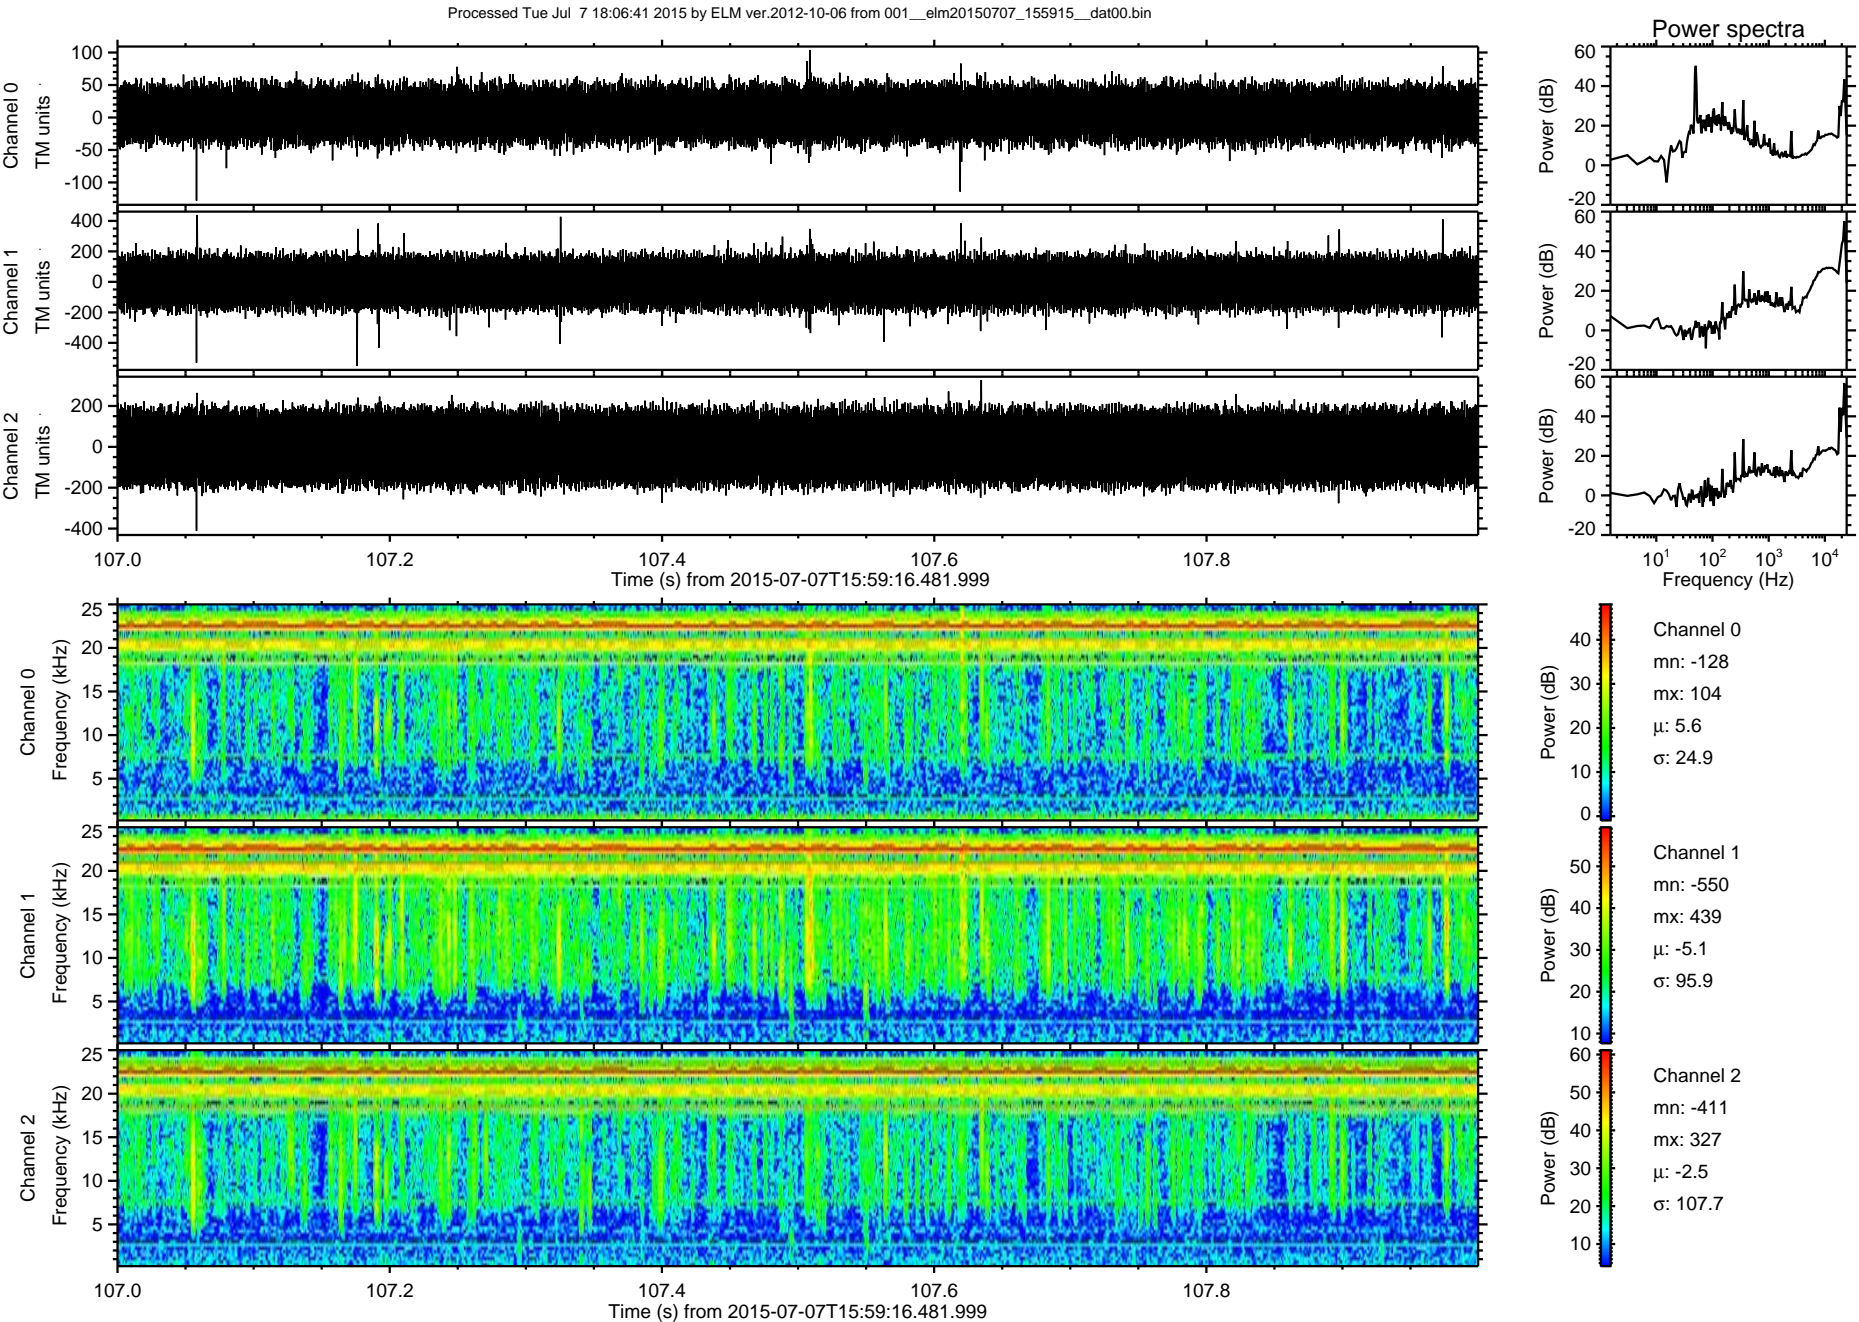 Processed Tue Jul  7 18:06:41 2015 by ELM ver.2012-10-06 from 001__elm20150707_155915__dat00.bin
Power spectra
Channel 0
TM units
100
50
0
-50
-100
Power (dB)
60
40
20
0
-20
Channel 1
TM units
400
200
0
-200
-400
Power (dB)
60
40
20
0
-20
Channel 2
TM units
200
0
-200
-400
Power (dB)
60
40
20
0
-20
107.0 107.2 107.4 107.6 107.8
Time (s) from 2015-07-07T15:59:16.481.999
10^1 10^2 10^3 10^4
Frequency (Hz)
Channel 0
Frequency (kHz)
25
20
15
10
5
Power (dB)
40
30
20
10
0
Channel 0
mn: -128
mx: 104
μ: 5.6
σ: 24.9
Channel 1
Frequency (kHz)
25
20
15
10
5
Power (dB)
50
40
30
20
10
Channel 1
mn: -550
mx: 439
μ: -5.1
σ: 95.9
Channel 2
Frequency (kHz)
25
20
15
10
5
Power (dB)
60
50
40
30
20
10
Channel 2
mn: -411
mx: 327
μ: -2.5
σ: 107.7
107.0 107.2 107.4 107.6 107.8
Time (s) from 2015-07-07T15:59:16.481.999